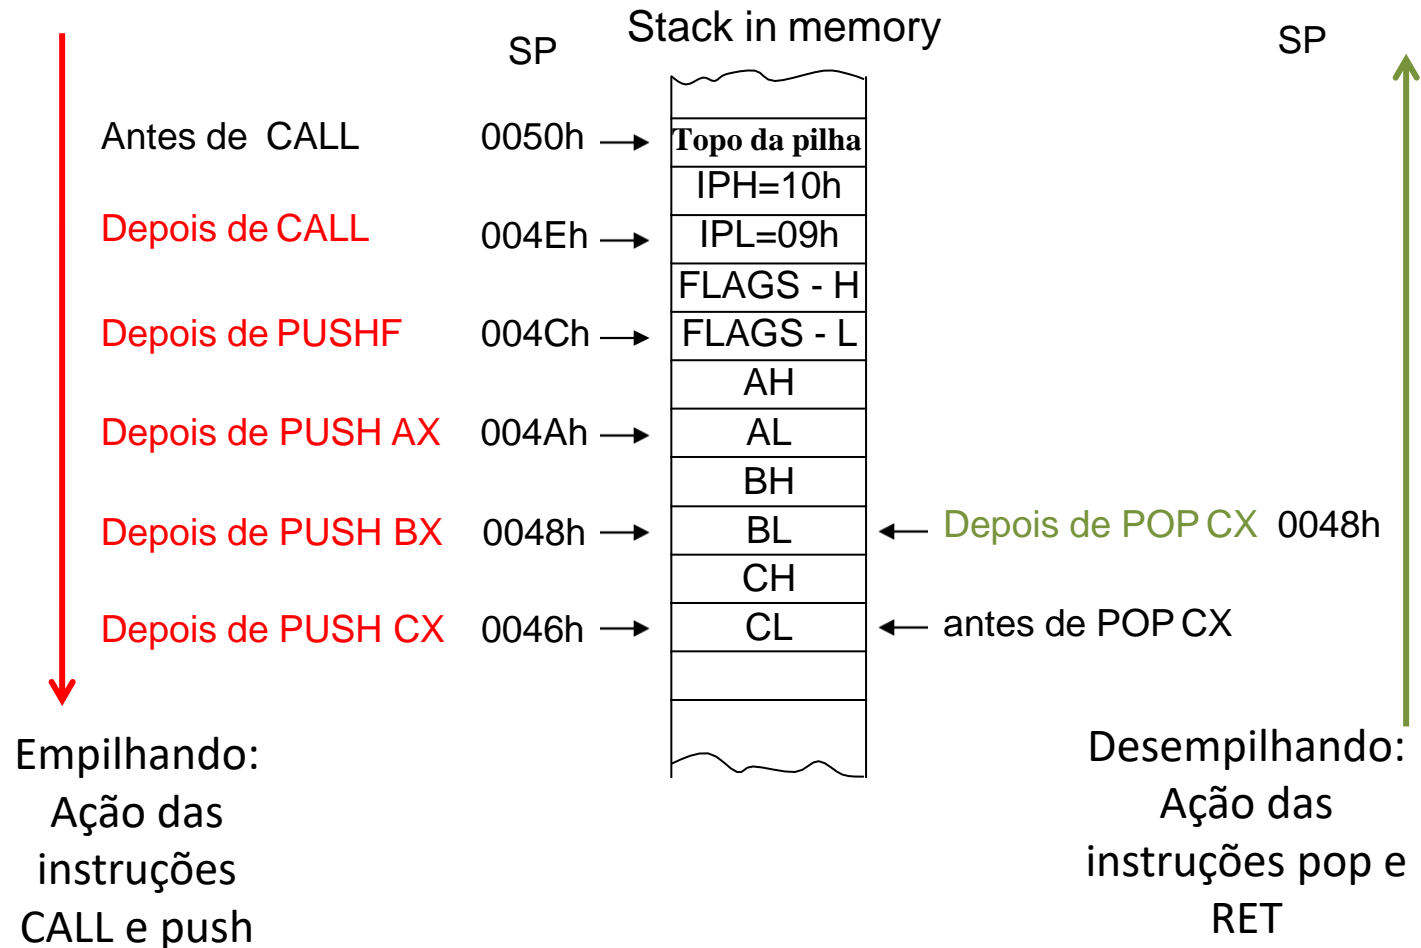 Stack in memory
SP
SP
Antes de CALL 0050h Topo da pilha
IPH=10h
Depois de CALL 004Eh IPL=09h
FLAGS - H
Depois de PUSHF 004Ch FLAGS - L
AH
Depois de PUSH AX 004Ah AL
BH
Depois de PUSH BX 0048h BL Depois de POP CX 0048h
CH
Depois de PUSH CX 0046h CL antes de POP CX
Empilhando:
Ação das
instruções
CALL e push
Desempilhando:
Ação das
instruções pop e
RET